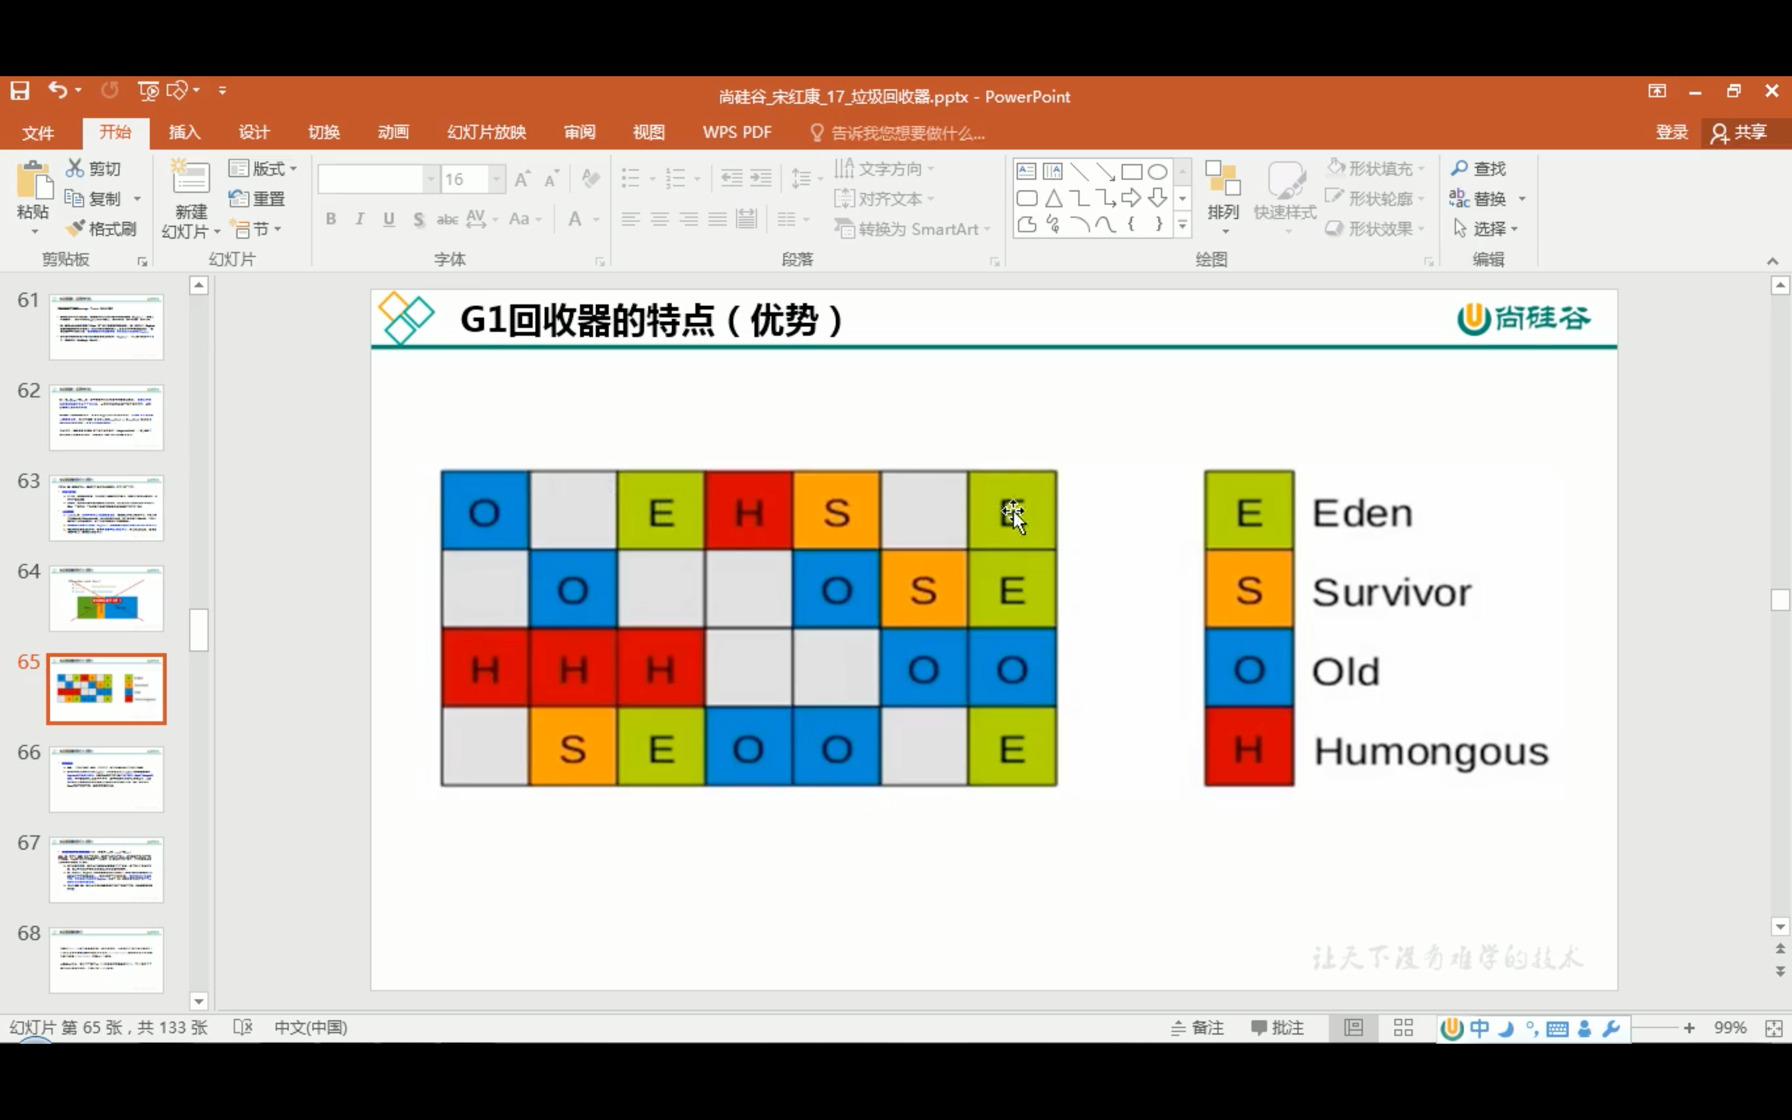 尚硅谷_宋红康_17_垃圾回收器.pptx - PowerPoint
文件 开始 插入 设计 切换 动画 幻灯片放映 审阅 视图 WPS PDF 告诉我您想要做什么... 登录 共享
粘贴 剪切 复制 格式刷 剪贴板
新建幻灯片 版式 重置 节 幻灯片
16 B I U S abc AV Aa A 字体
文字方向 对齐文本 转换为 SmartArt 段落
排列 快速样式 形状填充 形状轮廓 形状效果 绘图
查找 替换 选择 编辑
61
62
63
64
65
66
67
68
G1回收器的特点（优势）
尚硅谷
O E H S E
O O S E
H H H O O
S E O O E
E Eden
S Survivor
O Old
H Humongous
让天下没有难学的技术
幻灯片 第 65 张，共 133 张 中文(中国) 备注 批注 中 99%